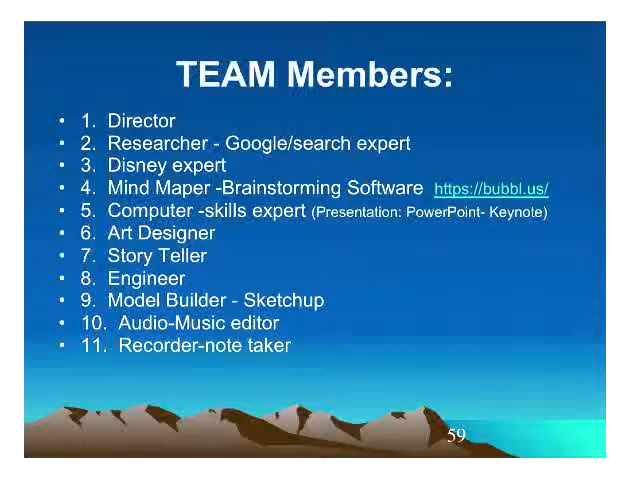 TEAM Members:
• 1. Director
• 2. Researcher - Google/search expert
• 3. Disney expert
• 4. Mind Maper -Brainstorming Software https://bubbl.us/
• 5. Computer -skills expert (Presentation: PowerPoint- Keynote)
• 6. Art Designer
• 7. Story Teller
• 8. Engineer
• 9. Model Builder - Sketchup
• 10. Audio-Music editor
• 11. Recorder-note taker
59